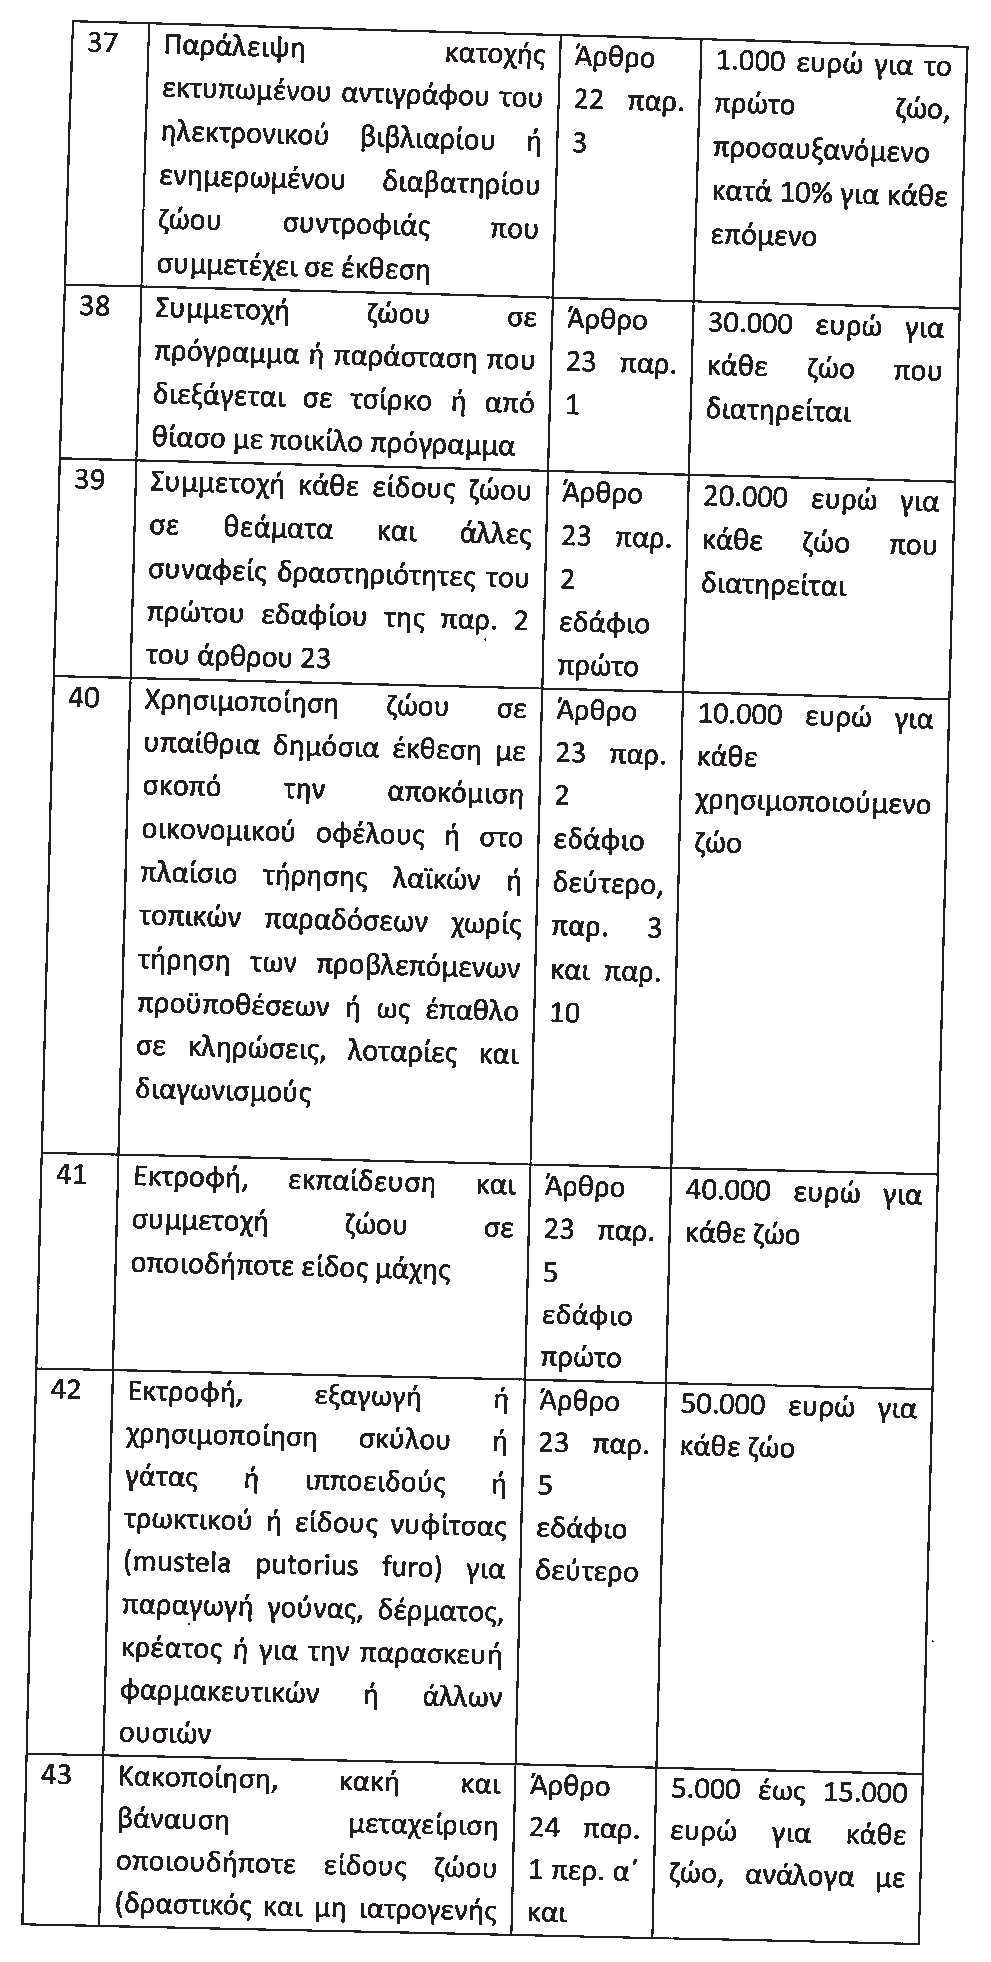 37
Παράλειψη κατοχής
εκτυπωμένου αντιγράφου του
ηλεκτρονικού βιβλιαρίου ή
ενημερωμένου διαβατηρίου
ζώου συντροφιάς που
συμμετέχει σε έκθεση
Άρθρο
22 παρ.
3
1.000 ευρώ για το
πρώτο ζώο,
προσαυξανόμενο
κατά 10% για κάθε
επόμενο
38
Συμμετοχή ζώου σε
πρόγραμμα ή παράσταση που
διεξάγεται σε τσίρκο ή από
θίασο με ποικίλο πρόγραμμα
Άρθρο
23 παρ.
1
30.000 ευρώ για
κάθε ζώο που
διατηρείται
39
Συμμετοχή κάθε είδους ζώου
σε θεάματα και άλλες
συναφείς δραστηριότητες του
πρώτου εδαφίου της παρ. 2
του άρθρου 23
Άρθρο
23 παρ.
2
εδάφιο
πρώτο
20.000 ευρώ για
κάθε ζώο που
διατηρείται
40
Χρησιμοποίηση ζώου σε
υπαίθρια δημόσια έκθεση με
σκοπό την αποκόμιση
οικονομικού οφέλους ή στο
πλαίσιο τήρησης λαϊκών ή
τοπικών παραδόσεων χωρίς
τήρηση των προβλεπόμενων
προϋποθέσεων ή ως έπαθλο
σε κληρώσεις, λοταρίες και
διαγωνισμούς
Άρθρο
23 παρ.
2
εδάφιο
δεύτερο,
παρ. 3
και παρ.
10
10.000 ευρώ για
κάθε
χρησιμοποιούμενο
ζώο
41
Εκτροφή, εκπαίδευση και
συμμετοχή ζώου σε
οποιοδήποτε είδος μάχης
Άρθρο
23 παρ.
5
εδάφιο
πρώτο
40.000 ευρώ για
κάθε ζώο
42
Εκτροφή, εξαγωγή ή
χρησιμοποίηση σκύλου ή
γάτας ή ιπποειδούς ή
τρωκτικού ή είδους νυφίτσας
(mustela putorius furo) για
παραγωγή γούνας, δέρματος,
κρέατος ή για την παρασκευή
φαρμακευτικών ή άλλων
ουσιών
Άρθρο
23 παρ.
5
εδάφιο
δεύτερο
50.000 ευρώ για
κάθε ζώο
43
Κακοποίηση, κακή και
βάναυση μεταχείριση
οποιουδήποτε είδους ζώου
(δραστικός και μη ιατρογενής
Άρθρο
24 παρ.
1 περ. α΄
και
5.000 έως 15.000
ευρώ για κάθε
ζώο, ανάλογα με